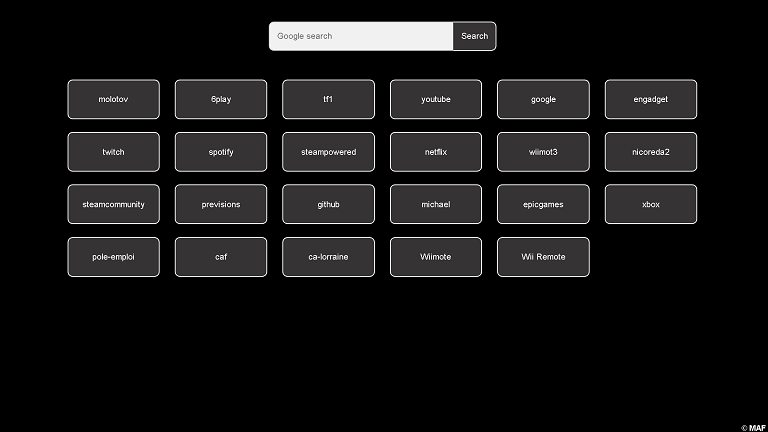 Google search Search
molotov 6play tf1 youtube google engadget
twitch spotify steampowered netflix wiimot3 nicoreda2
steamcommunity previsions github michael epicgames xbox
pole-emploi caf ca-lorraine Wiimote Wii Remote
© MAF